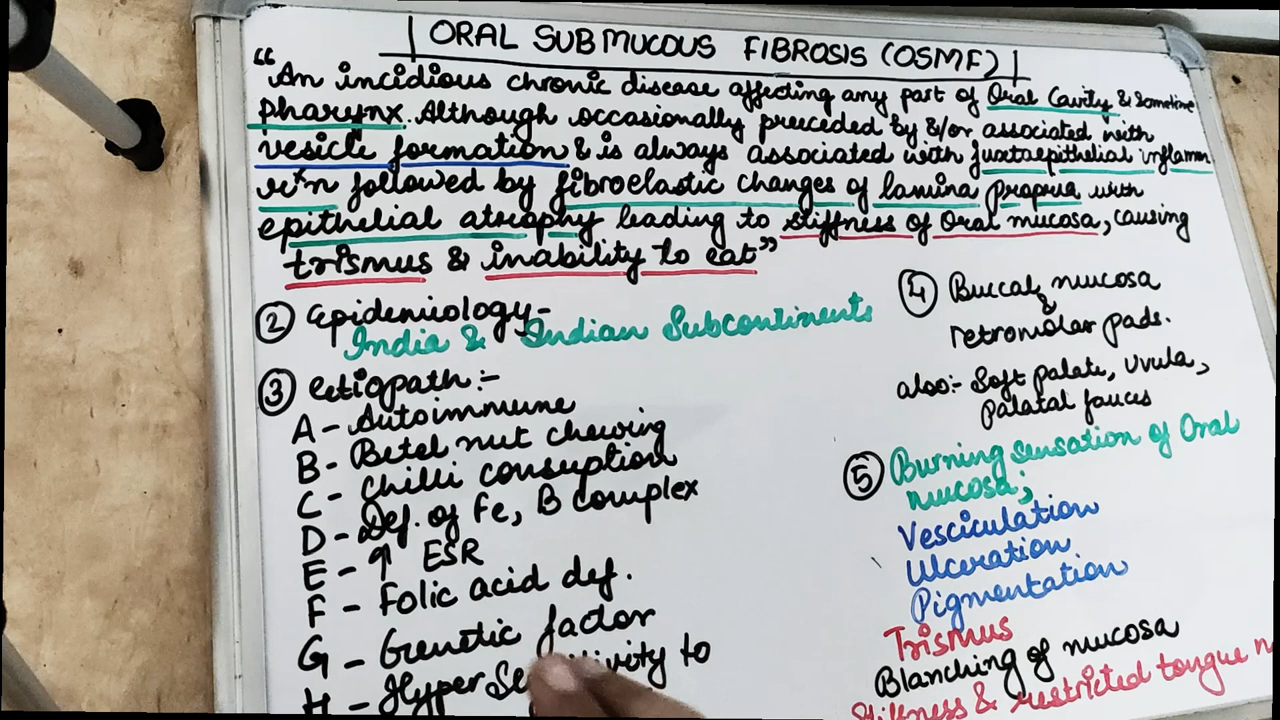 ORAL SUBMUCOUS FIBROSIS (OSMF)
"An incidious chronic disease affecting any part of Oral Cavity & sometime
pharynx. Although occasionally preceded by &/or associated with
vesicle formation & is always associated with juxtaepithelial inflamm
rxn followed by fibroelastic changes of lamina propria with
epithelial atrophy leading to stiffness of Oral mucosa, causing
trismus & inability to eat"
② Epidemiology-
India & Indian Subcontinents
③ Etiopath:-
A - Autoimmune
B - Betel nut chewing
C - Chilli consuption
D - Def. of Fe, B complex
E - ↑ ESR
F - Folic acid def.
G - Genetic factor
H - Hyper to
④ Buccal mucosa
&
retromolar pads.
also:- Soft palate, uvula,
palatal fauces
⑤ Burning sensation of Oral
mucosa;
Vesciculation
Ulceration
Pigmentation
Trismus
Blanching of mucosa
Stiffness & restricted tongue